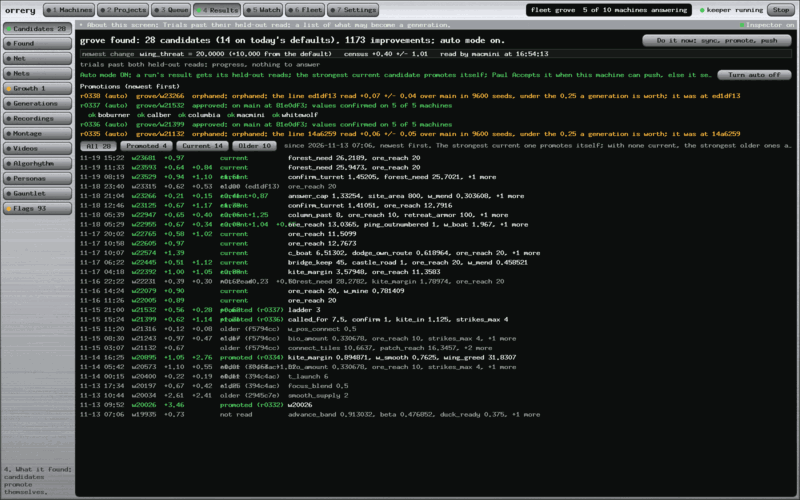 orrery
1 Machines
2 Projects
3 Queue
4 Results
5 Watch
6 Fleet
7 Settings
fleet grove 5 of 10 machines answering
keeper running
Stop
Candidates 28
Found
Net
Nets
Growth 1
Generations
Recordings
Montage
Videos
Algorhythm
Personas
Gauntlet
Flags 93
4. What it found:
candidates
promote
themselves.
• About this screen: Trials past their held-out read; a list of what may become a generation.
Inspector on
grove found: 28 candidates (14 on today's defaults), 1173 improvements; auto mode on.
Do it now: sync, promote, push
newest change wing_threat = 20,0000 (+10,000 from the default) census +0,40 +/- 1,01 read by macmini at 16:54:13
trials past both held-out reads; progress, nothing to answer
Auto mode ON: a run's result gets its held-out reads; the strongest current candidate promotes itself; Paul Accepts it when this machine can push, else it se.
Turn auto off
Promotions (newest first)
r0338 (auto) grove/w23266 orphaned; orphaned; the line ed1df13 read +0,07 +/- 0,04 over main in 9600 seeds, under the 0,25 a generation is worth; it was at ed1df13
r0337 (auto) grove/w21532 approved; on main at 81e0df3; values confirmed on 5 of 5 machines
ok boburner ok calber ok columbia ok macmini ok whitewolf
r0336 (auto) grove/w21399 approved; on main at 81e0df3; values confirmed on 5 of 5 machines
r0335 (auto) grove/w21132 orphaned; orphaned; the line 14a6259 read +0,06 +/- 0,05 over main in 9600 seeds, under the 0,25 a generation is worth; it was at 14a6259
All 28
Promoted 4
Current 14
Older 10
since 2026-11-13 07:06, newest first. The strongest current one promotes itself; with none current, the strongest older ones a.
11-19 15:22 w23681 +0,97 current forest_need 26,2189, ore_reach 20
11-19 11:33 w23593 +0,64 +0,84 current forest_need 25,9473, ore_reach 20
11-19 08:19 w23529 +0,94 +1,10 confirm_turret 1,45205, forest_need 25,7021, +1 more
11-18 23:40 w23315 +0,62 +0,53 (ed1df13) ore_reach 20
11-18 21:04 w23266 +0,21 +0,15 answer_cap 1,33254, site_area 800, w_mend 0,303608, +1 more
11-18 12:46 w23125 +0,67 +1,17 confirm_turret 1,41051, ore_reach 12,7916
11-18 05:39 w22947 +0,65 +0,40 column_past 8, ore_reach 10, retreat_armor 100, +1 more
11-18 05:29 w22955 +0,67 +0,34 ore_reach 13,0365, ping_outnumbered 1, w_boat 1,967, +1 more
11-17 20:02 w22765 +0,58 +1,02 current ore_reach 11,5099
11-17 10:58 w22605 +0,97 current ore_reach 12,7673
11-17 10:07 w22574 +1,39 current c_boat 6,51302, dodge_own_route 0,618964, ore_reach 20, +1 more
11-17 06:22 w22445 +0,51 +1,12 bridge_keep 45, castle_road 1, ore_reach 20, w_mend 0,458521
11-17 04:18 w22392 +1,00 +1,05 kite_margin 3,57948, ore_reach 11,3583
11-16 22:22 w22231 +0,39 +0,30 forest_need 28,2782, kite_margin 1,78974, ore_reach 20
11-16 14:24 w22079 +0,90 current ore_reach 20, w_mine 0,781409
11-16 11:26 w22005 +0,89 current ore_reach 20
11-15 21:00 w21532 +0,56 +0,28 promoted (r0337) ladder 3
11-15 15:24 w21399 +0,62 +1,14 promoted (r0336) called_for 7,5, confirm 1, kite_in 1,125, strikes_max 4
11-15 11:20 w21316 +0,12 +0,08 older (f5794cc) w_pos_connect 0,5
11-15 08:30 w21243 +0,97 +0,47 (f5794cc) bio_amount 0,330678, ore_reach 10, strikes_max 4, +1 more
11-15 03:07 w21132 +0,67 older (f5794cc) connect_tiles 10,6637, patch_reach 16,3457, +2 more
11-14 16:25 w20895 +1,05 +2,76 promoted (r0334) kite_margin 0,894871, w_smooth 0,7625, wing_greed 31,8307
11-14 05:42 w20573 +1,10 +0,55 bio_amount 0,330678, ore_reach 10, strikes_max 4, +1 more
11-14 00:15 w20400 +0,22 +0,19 (394c4ac) t_launch 6
11-13 17:34 w20197 +0,67 +0,42 (394c4ac) focus_blend 0,5
11-13 10:44 w20034 +2,61 +2,41 older (2945c7e) smooth_supply 2
11-13 09:52 w20026 +3,46 promoted (r0332) w20026
11-13 07:06 w19935 +0,73 not read advance_band 0,913032, beta 0,476852, duck_ready 0,375, +1 more